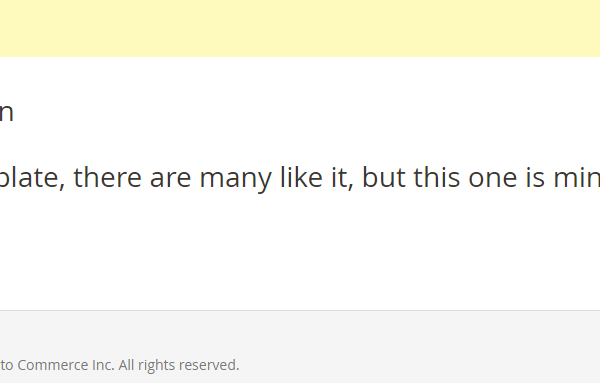 n
plate, there are many like it, but this one is min
to Commerce Inc. All rights reserved.